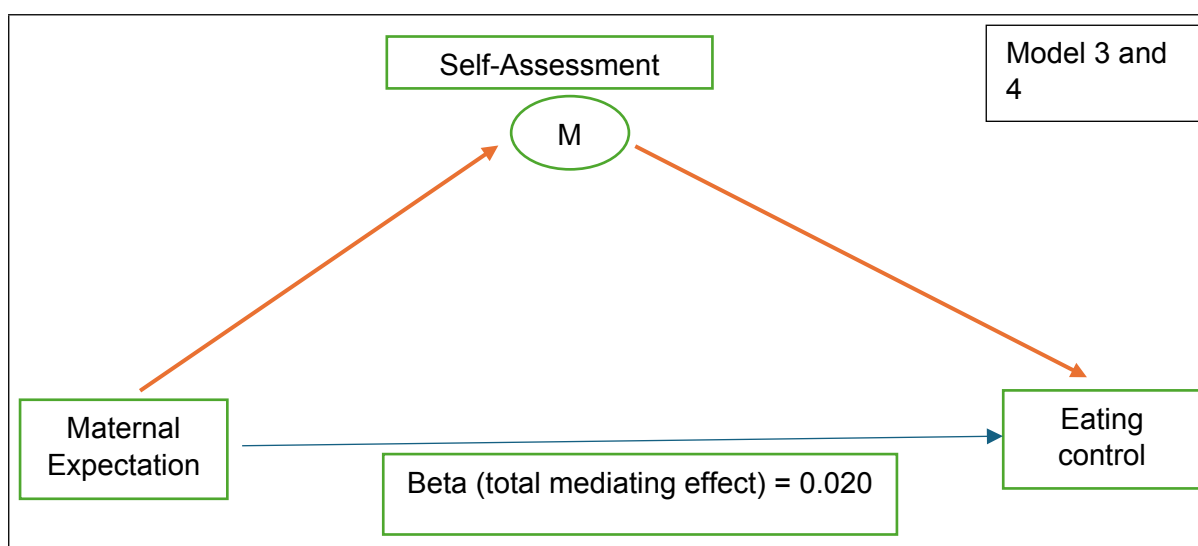 Self-Assessment
Model 3 and
4
M
Maternal
Expectation
Eating
control
Beta (total mediating effect) = 0.020